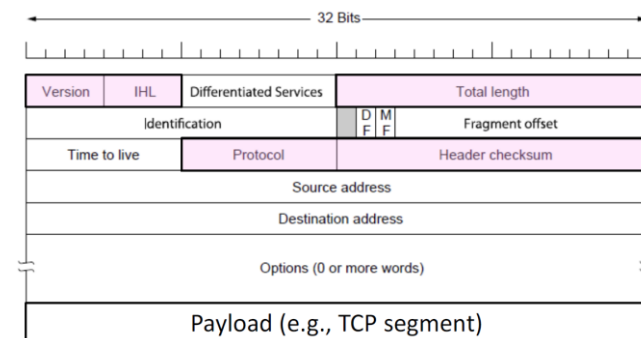 32 Bits
Version IHL Differentiated Services Total length
Identification D F M F Fragment offset
Time to live Protocol Header checksum
Source address
Destination address
Options (0 or more words)
Payload (e.g., TCP segment)